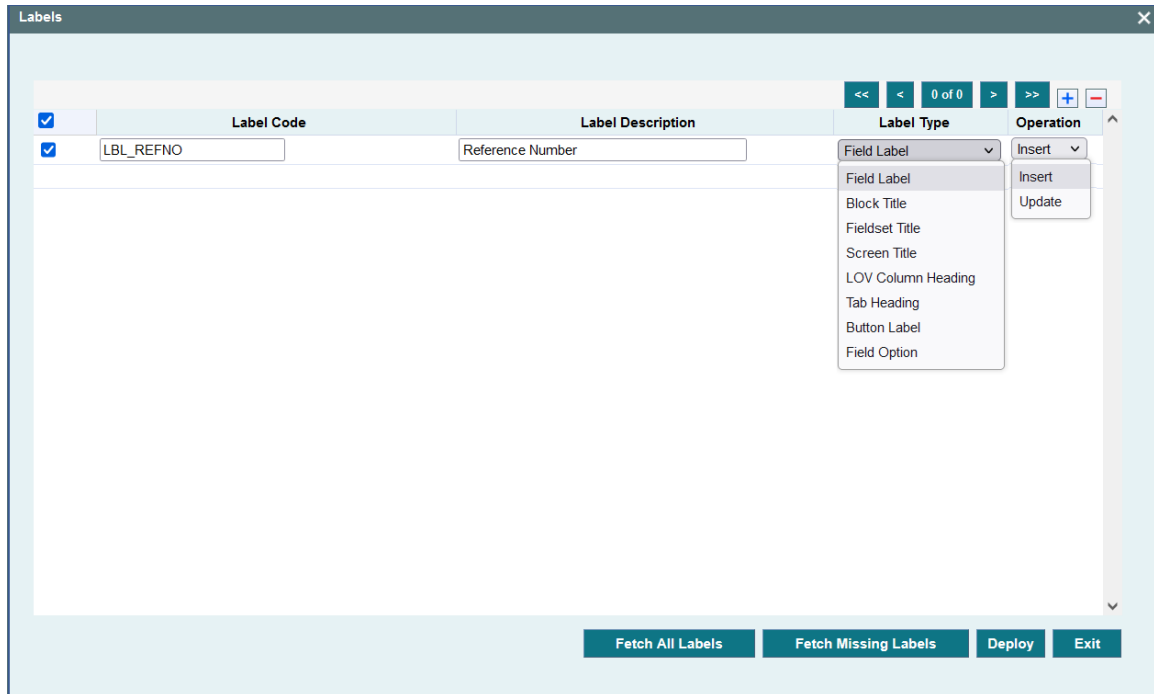 Labels
<< < 0 of 0 > >>
Label Code Label Description Label Type Operation
LBL_REFNO Reference Number Field Label Insert
Field Label Insert
Block Title Update
Fieldset Title
Screen Title
LOV Column Heading
Tab Heading
Button Label
Field Option
Fetch All Labels Fetch Missing Labels Deploy Exit